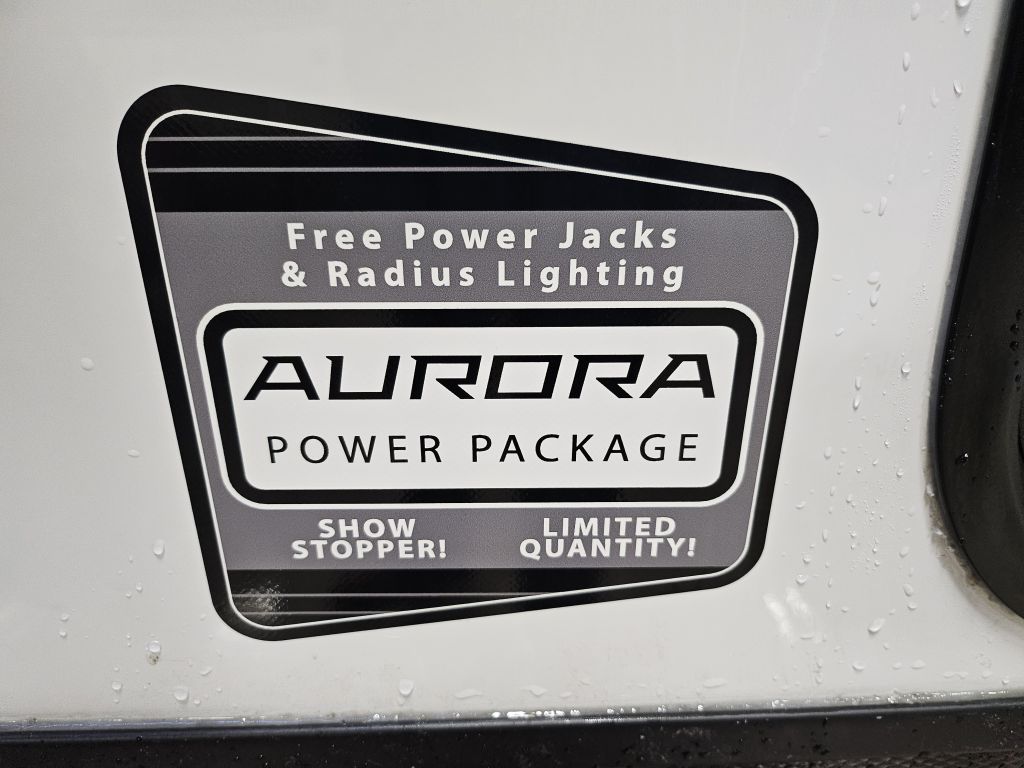 Free Power Jacks
& Radius Lighting
AURORA
POWER PACKAGE
SHOW
STOPPER!
LIMITED
QUANTITY!